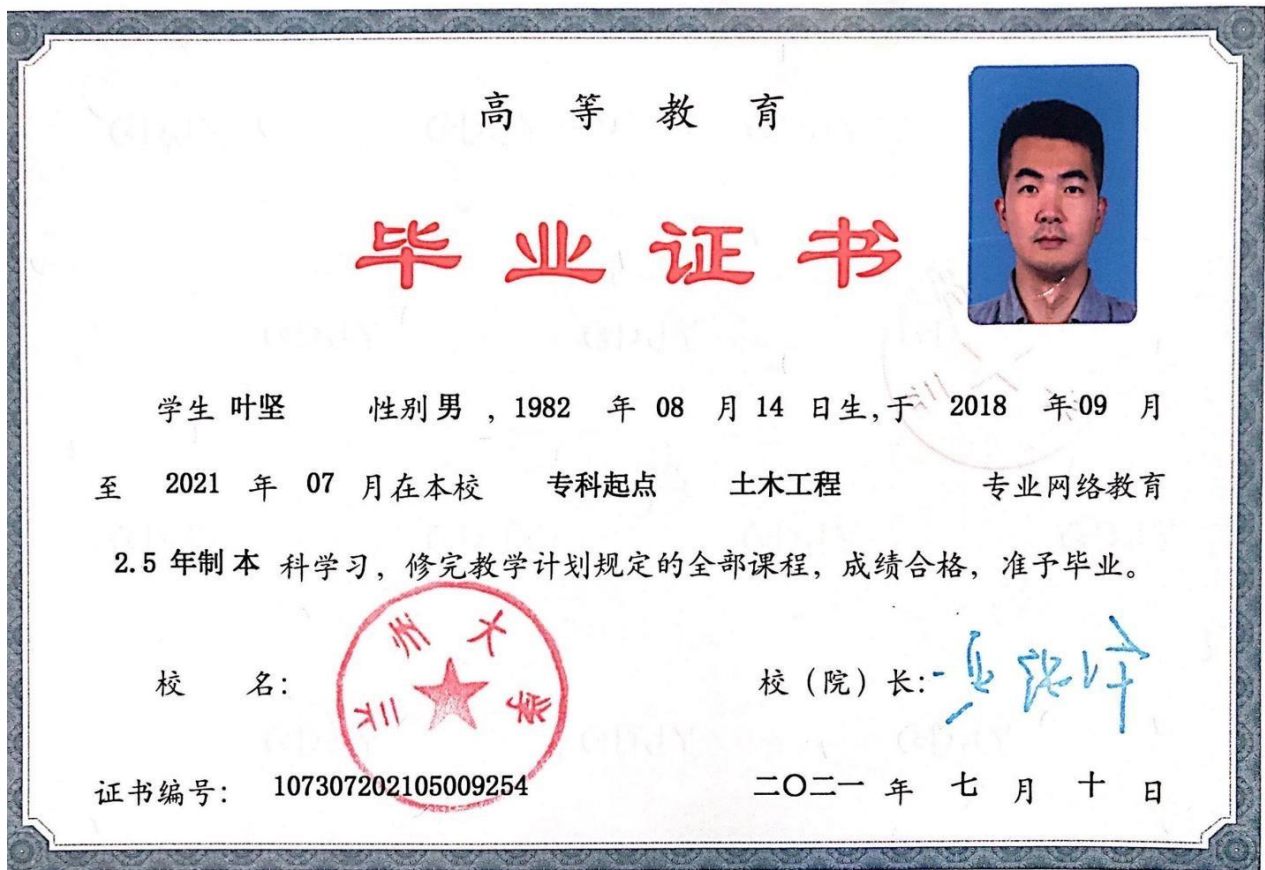 高等教育
毕业证书
学生 叶坚 性别 男 , 1982 年 08 月 14 日生,于 2018 年 09 月
至 2021 年 07 月在本校 专科起点 土木工程 专业网络教育
2.5 年制 本 科学习，修完教学计划规定的全部课程，成绩合格，准予毕业。
校 名： 兰州大学
校（院）长：
证书编号： 107307202105009254 二〇二一 年 七 月 十 日